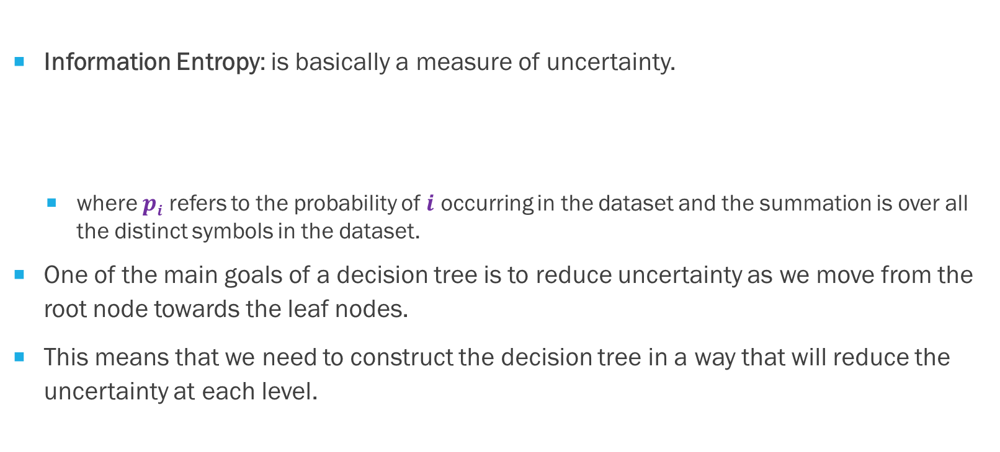 Information Entropy: is basically a measure of uncertainty.
where pᵢ refers to the probability of i occurring in the dataset and the summation is over all
the distinct symbols in the dataset.
One of the main goals of a decision tree is to reduce uncertainty as we move from the
root node towards the leaf nodes.
This means that we need to construct the decision tree in a way that will reduce the
uncertainty at each level.